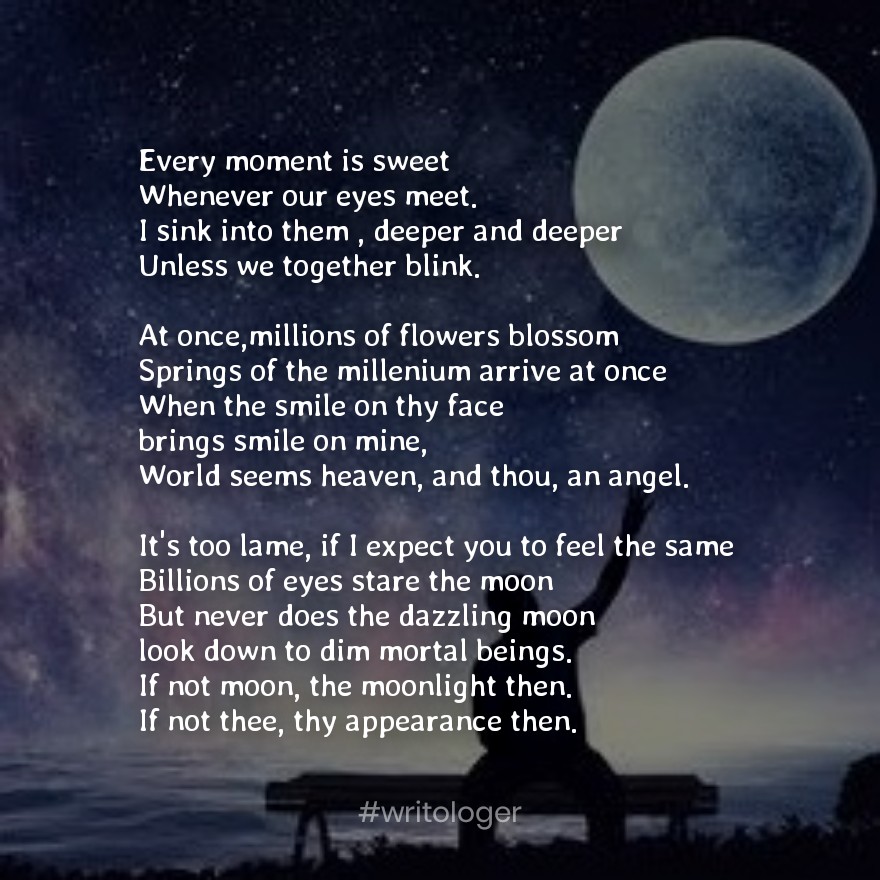 Every moment is sweet
Whenever our eyes meet.
I sink into them , deeper and deeper
Unless we together blink.
At once,millions of flowers blossom
Springs of the millenium arrive at once
When the smile on thy face
brings smile on mine,
World seems heaven, and thou, an angel.
It's too lame, if I expect you to feel the same
Billions of eyes stare the moon
But never does the dazzling moon
look down to dim mortal beings.
If not moon, the moonlight then.
If not thee, thy appearance then.
#writologer